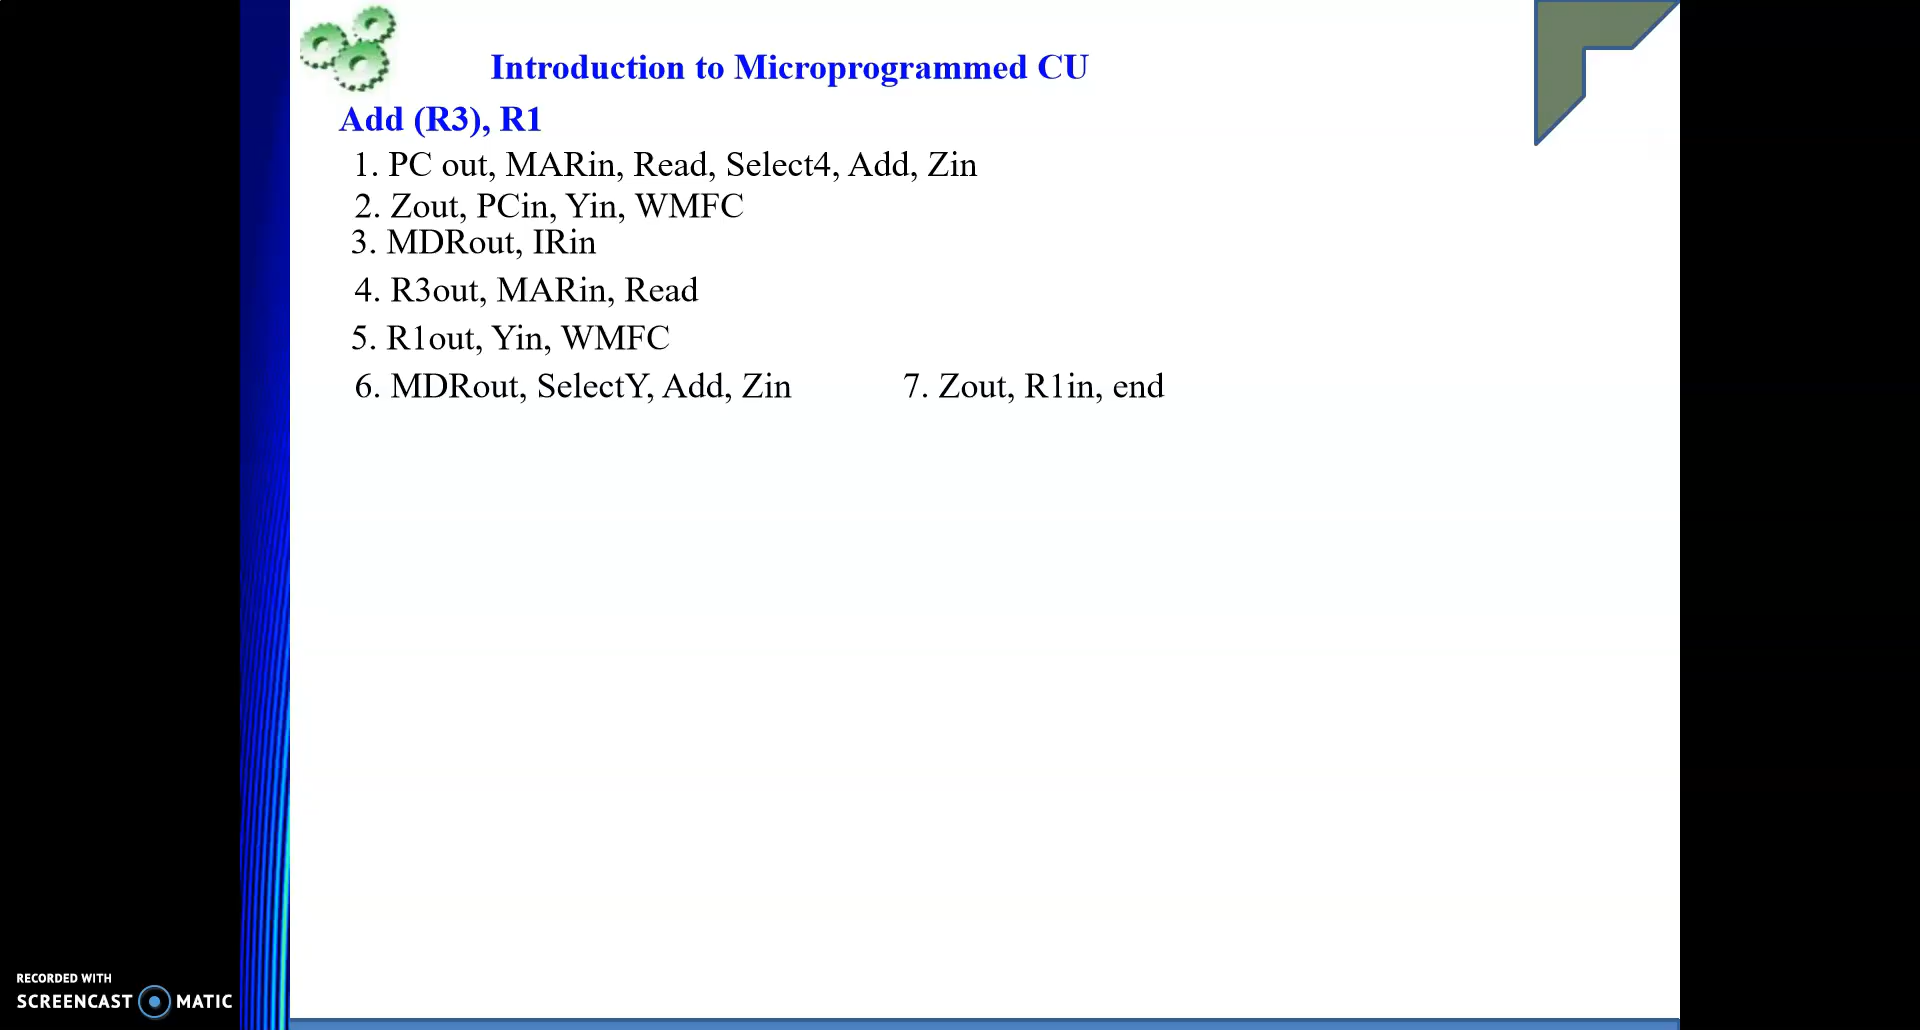 Introduction to Microprogrammed CU
Add (R3), R1
1. PC out, MARin, Read, Select4, Add, Zin
2. Zout, PCin, Yin, WMFC
3. MDRout, IRin
4. R3out, MARin, Read
5. R1out, Yin, WMFC
6. MDRout, SelectY, Add, Zin 7. Zout, R1in, end
RECORDED WITH
SCREENCAST MATIC